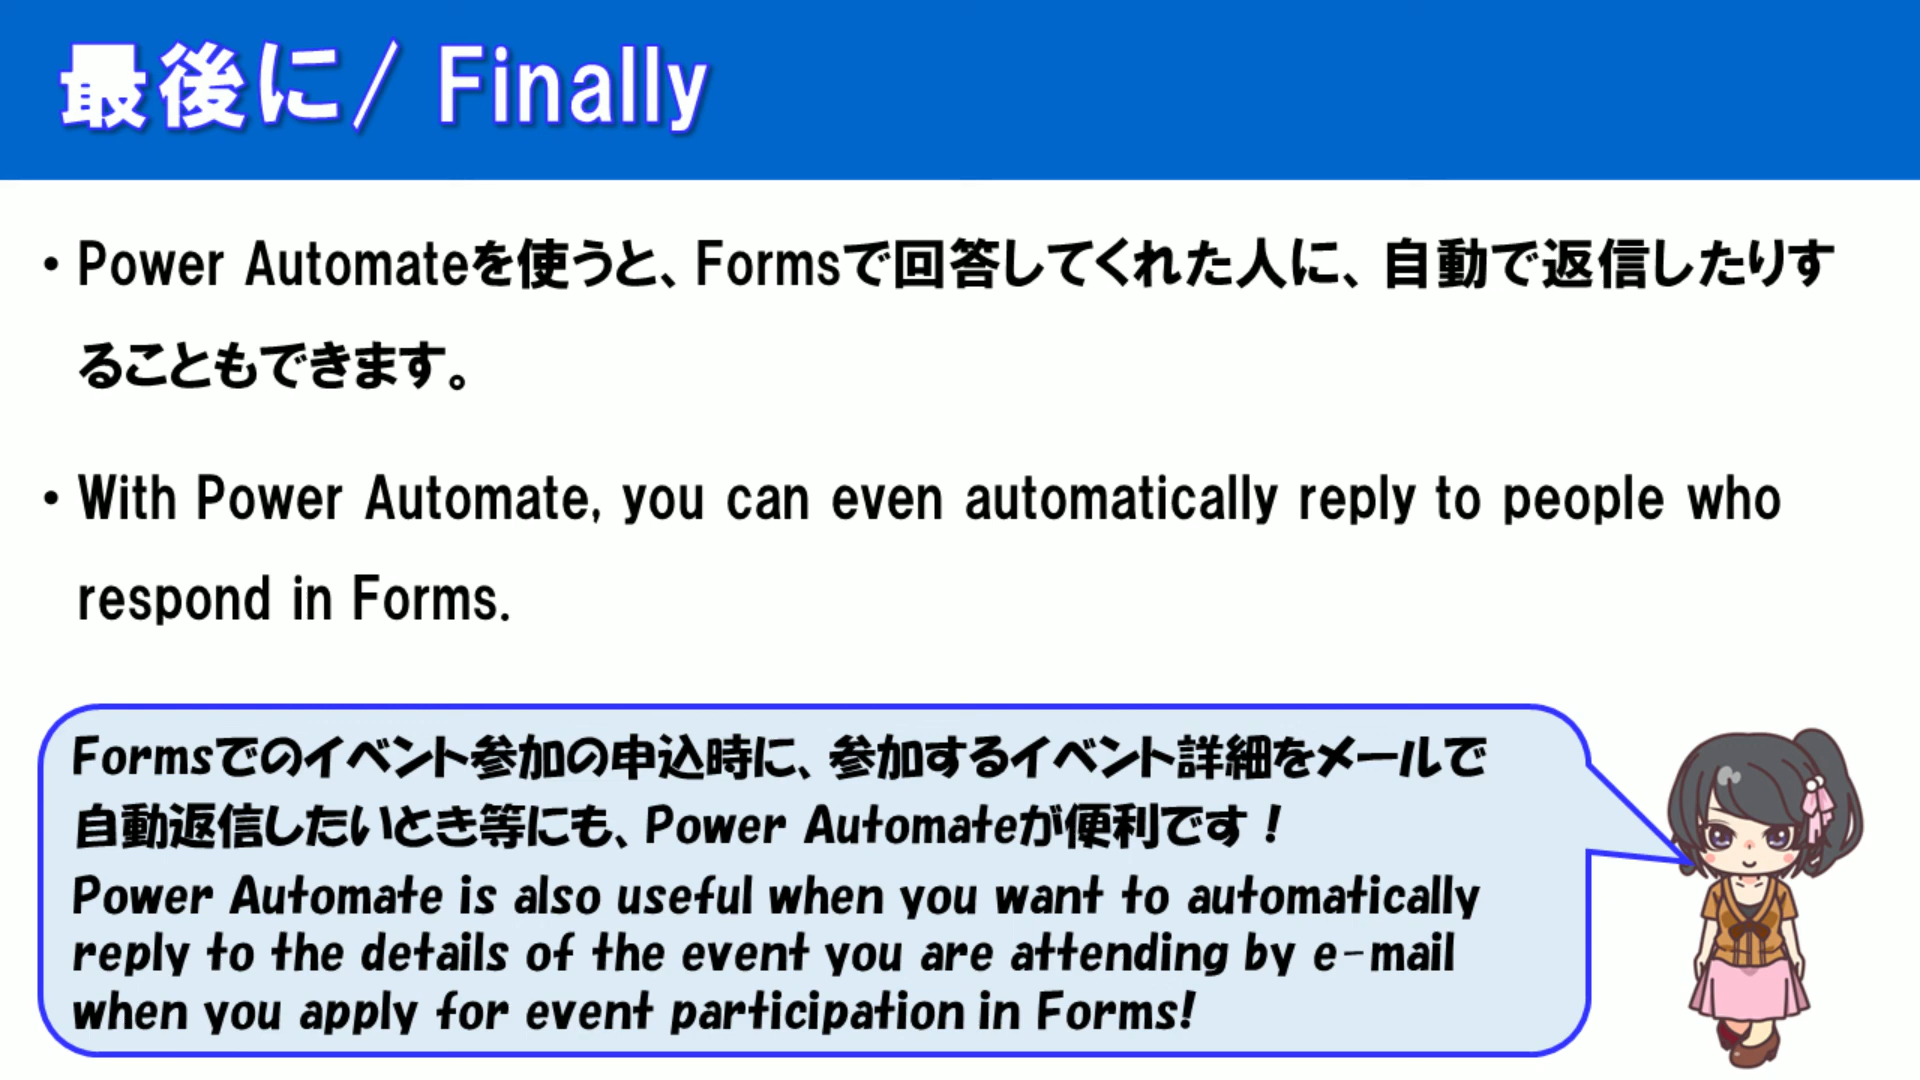 最後に/ Finally
・Power Automateを使うと、Formsで回答してくれた人に、自動で返信したりす
ることもできます。
・With Power Automate, you can even automatically reply to people who
respond in Forms.
Formsでのイベント参加の申込時に、参加するイベント詳細をメールで
自動返信したいとき等にも、Power Automateが便利です！
Power Automate is also useful when you want to automatically
reply to the details of the event you are attending by e-mail
when you apply for event participation in Forms!